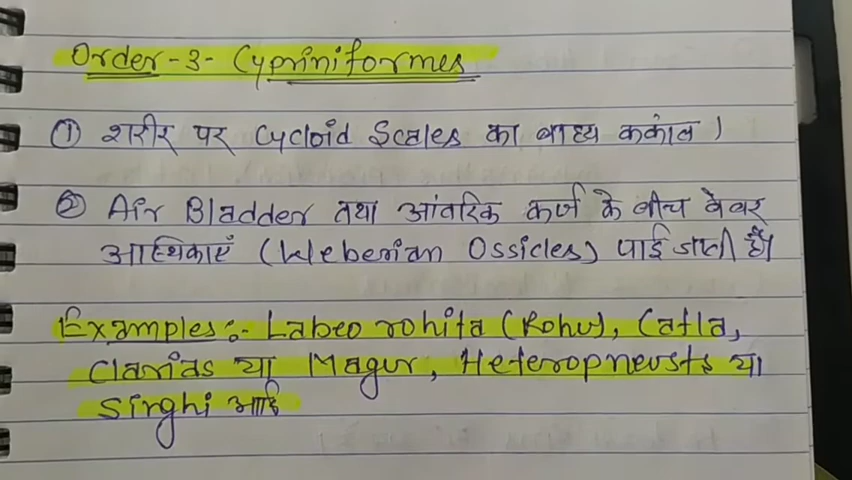 Order-3- Cypriniformes
① शरीर पर Cycloid Scales का बाह्य कंकाल।
② Air Bladder तथा आंतरिक कर्ण के बीच वेबर
अस्थिकाएँ (Weberian Ossicles) पाई जाती हैं।
Examples:- Labeo rohita (Rohu), Catla,
Clarias या Magur, Heteropneusts या
Singhi आदि